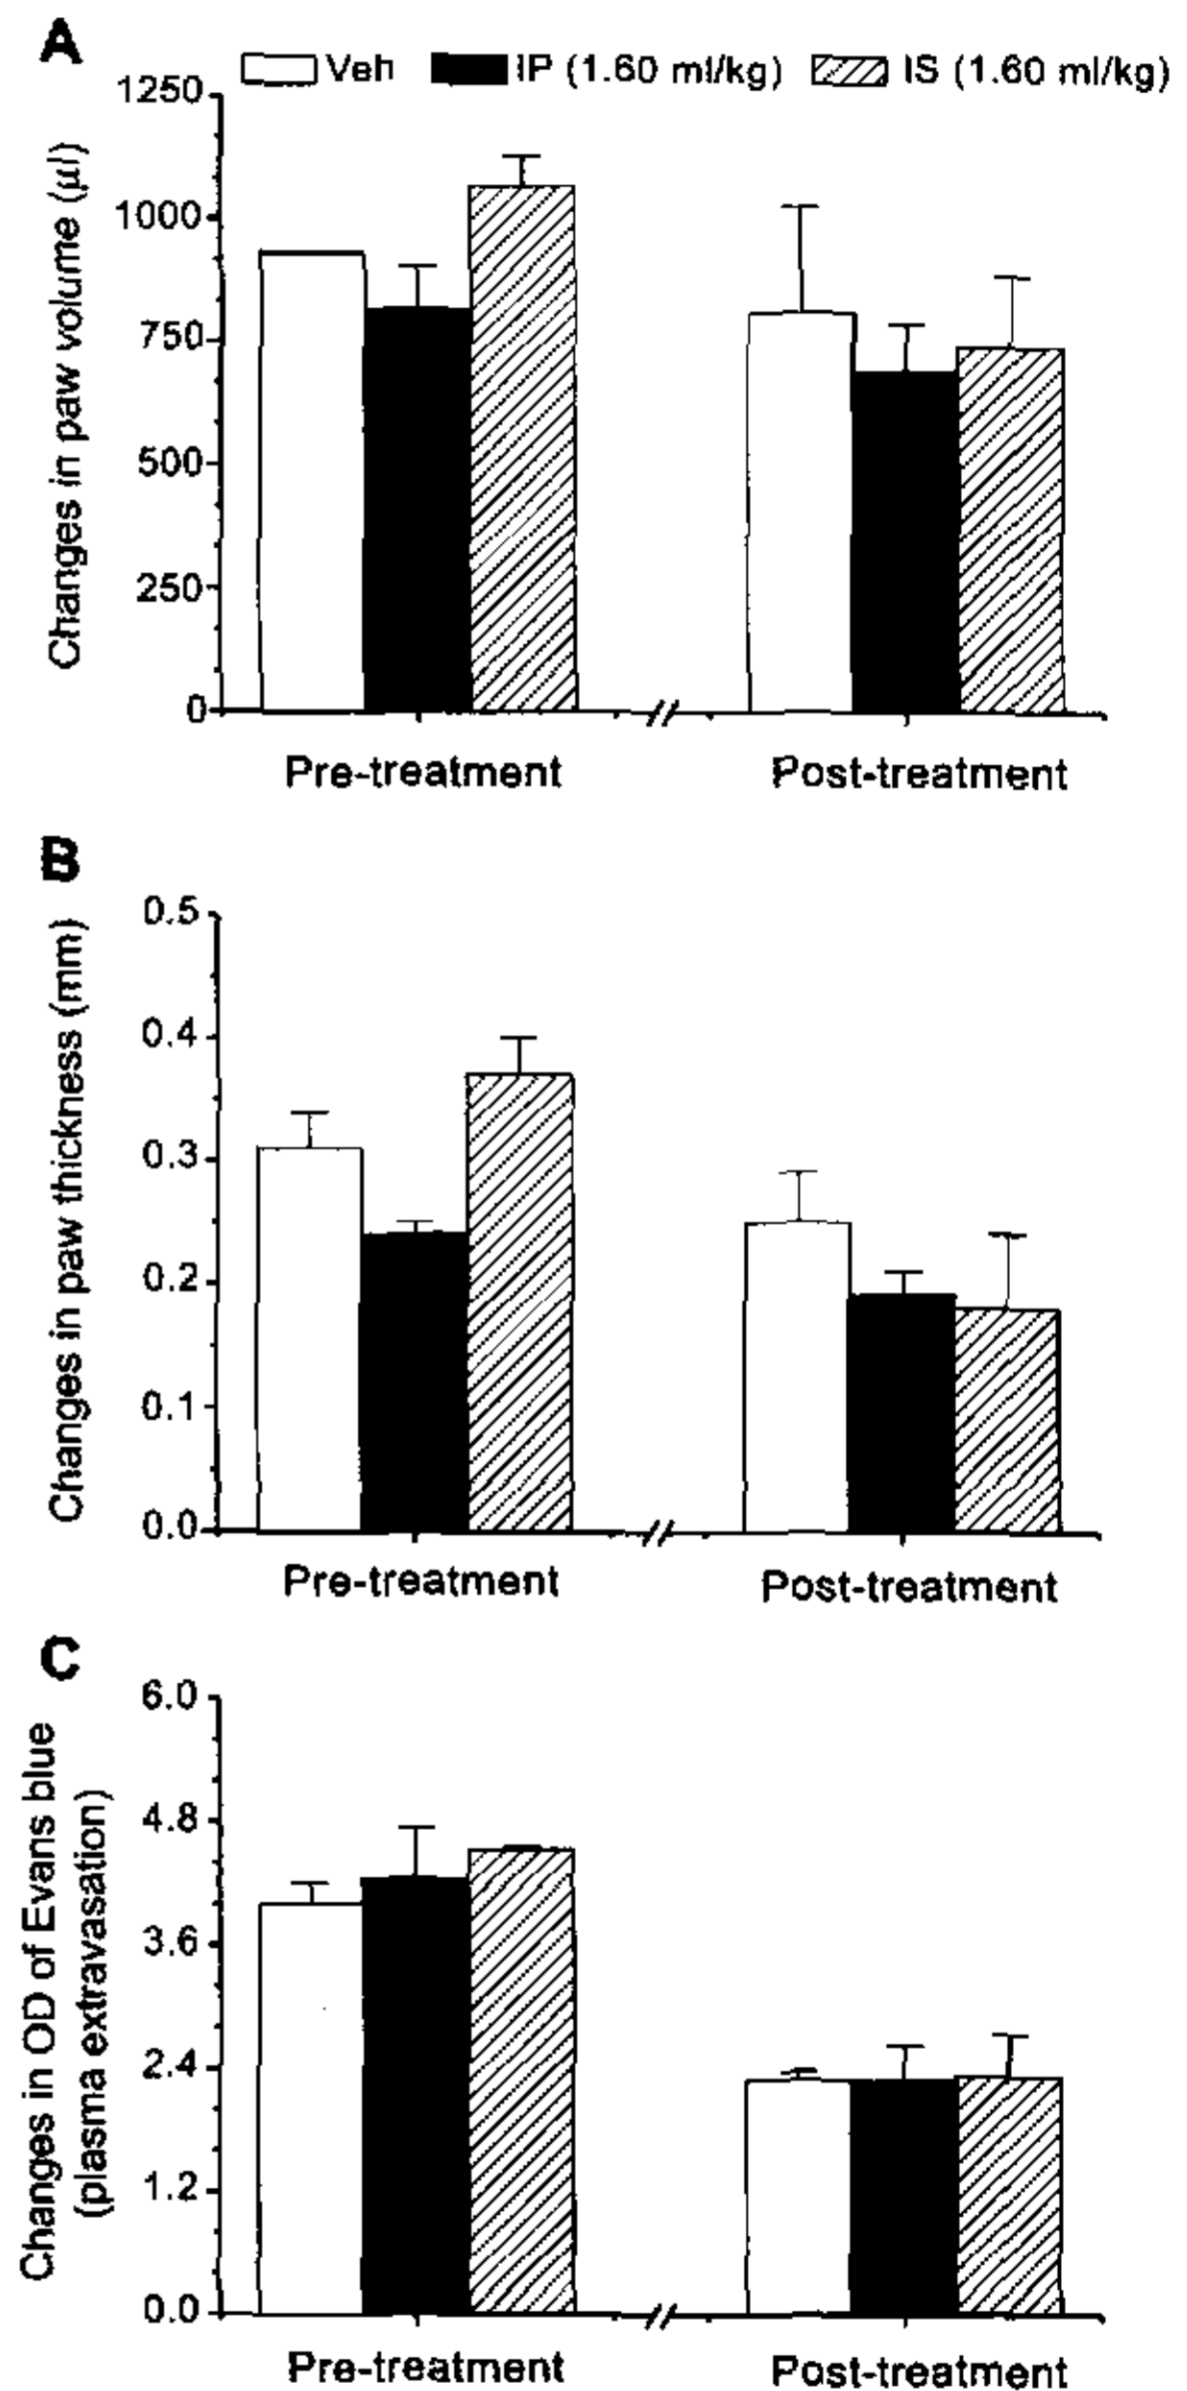 A
Veh IP (1.60 ml/kg) IS (1.60 ml/kg)
Changes in paw volume (µl)
1250
1000
750
500
250
0
Pre-treatment Post-treatment
B
Changes in paw thickness (mm)
0.5
0.4
0.3
0.2
0.1
0.0
Pre-treatment Post-treatment
C
Changes in OD of Evans blue
(plasma extravasation)
6.0
4.8
3.6
2.4
1.2
0.0
Pre-treatment Post-treatment